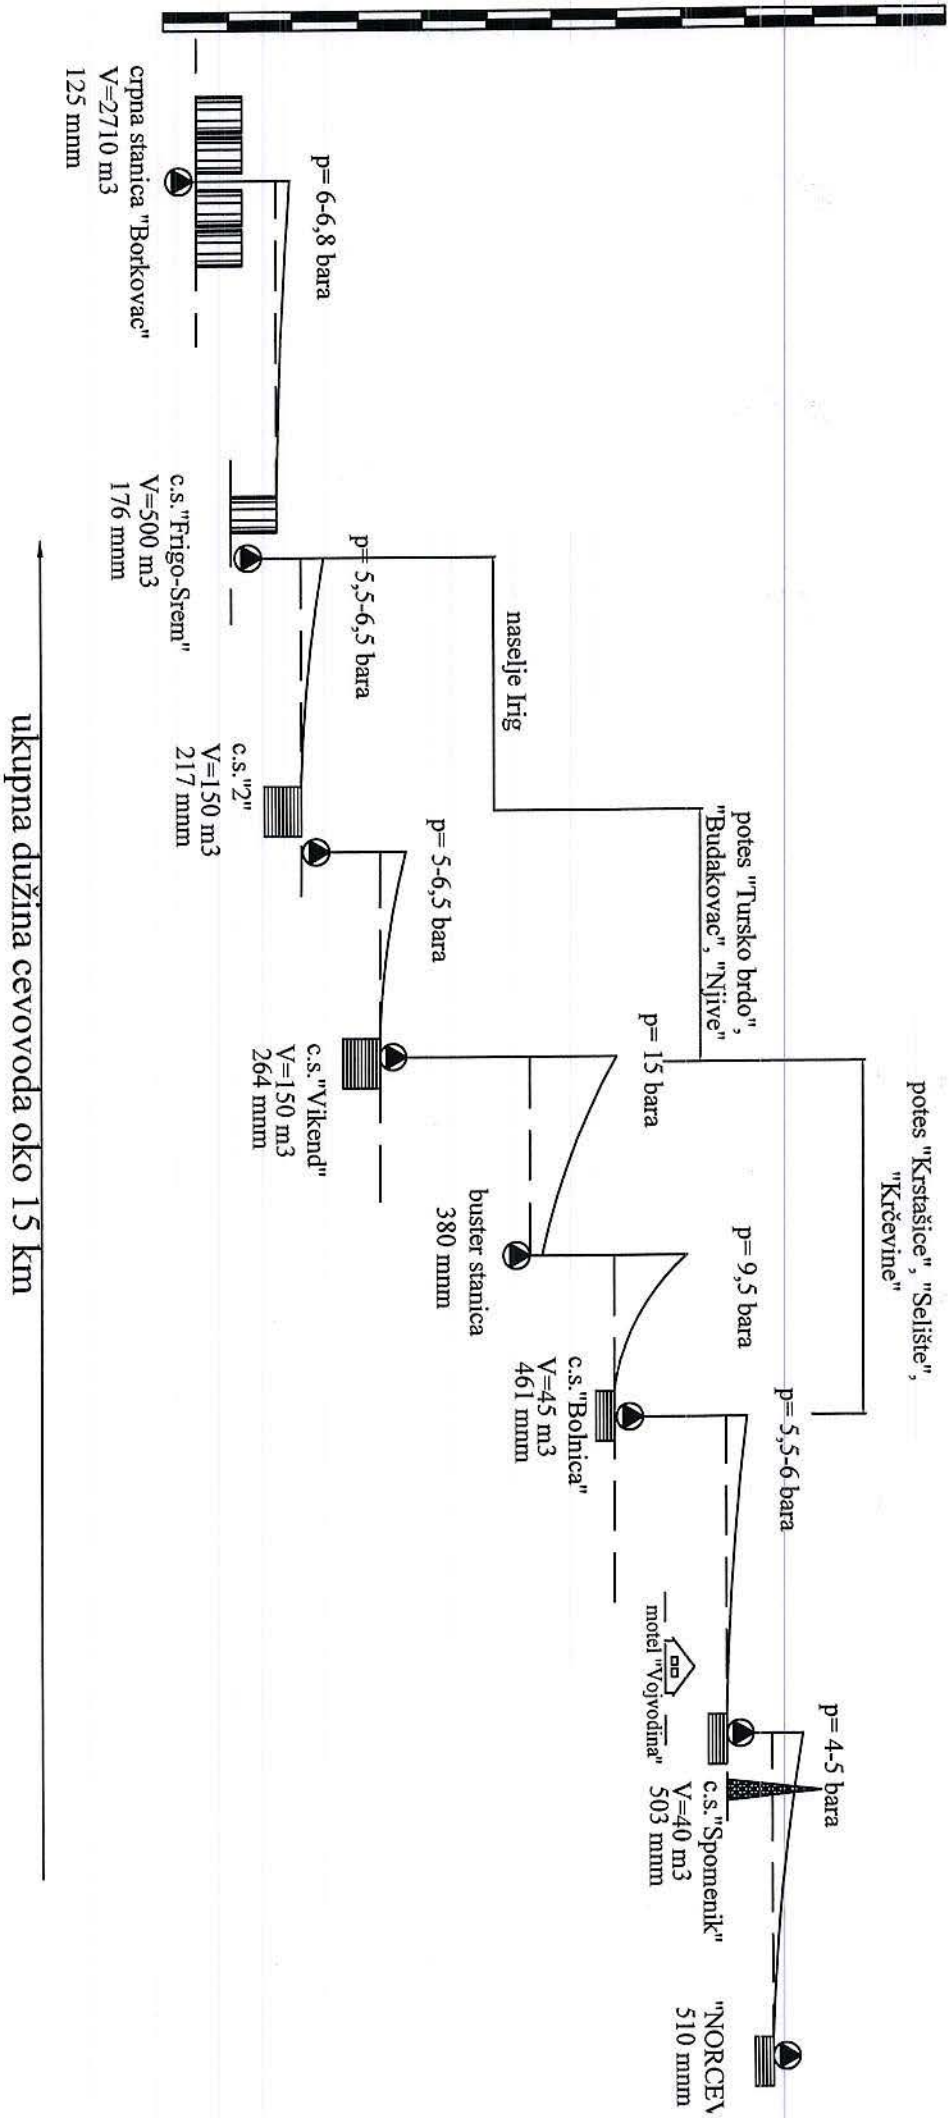 crpna stanica "Borkovac"
V=2710 m3
125 mnm
p= 6-6,8 bara
c.s."Frigo-Srem"
V=500 m3
176 mnm
p= 5,5-6,5 bara
naselje Irig
c.s."2"
V=150 m3
217 mnm
p= 5-6,5 bara
potes "Tursko brdo",
"Budakovac", "Njive"
c.s."Vikend"
V=150 m3
264 mnm
p= 15 bara
buster stanica
380 mnm
potes "Krstašice", "Selište",
"Krčevine"
p= 9,5 bara
c.s."Bolnica"
V=45 m3
461 mnm
p= 5,5-6 bara
motel "Vojvodina"
p= 4-5 bara
c.s."Spomenik"
V=40 m3
503 mnm
"NORCEV
510 mnm
ukupna dužina cevovoda oko 15 km